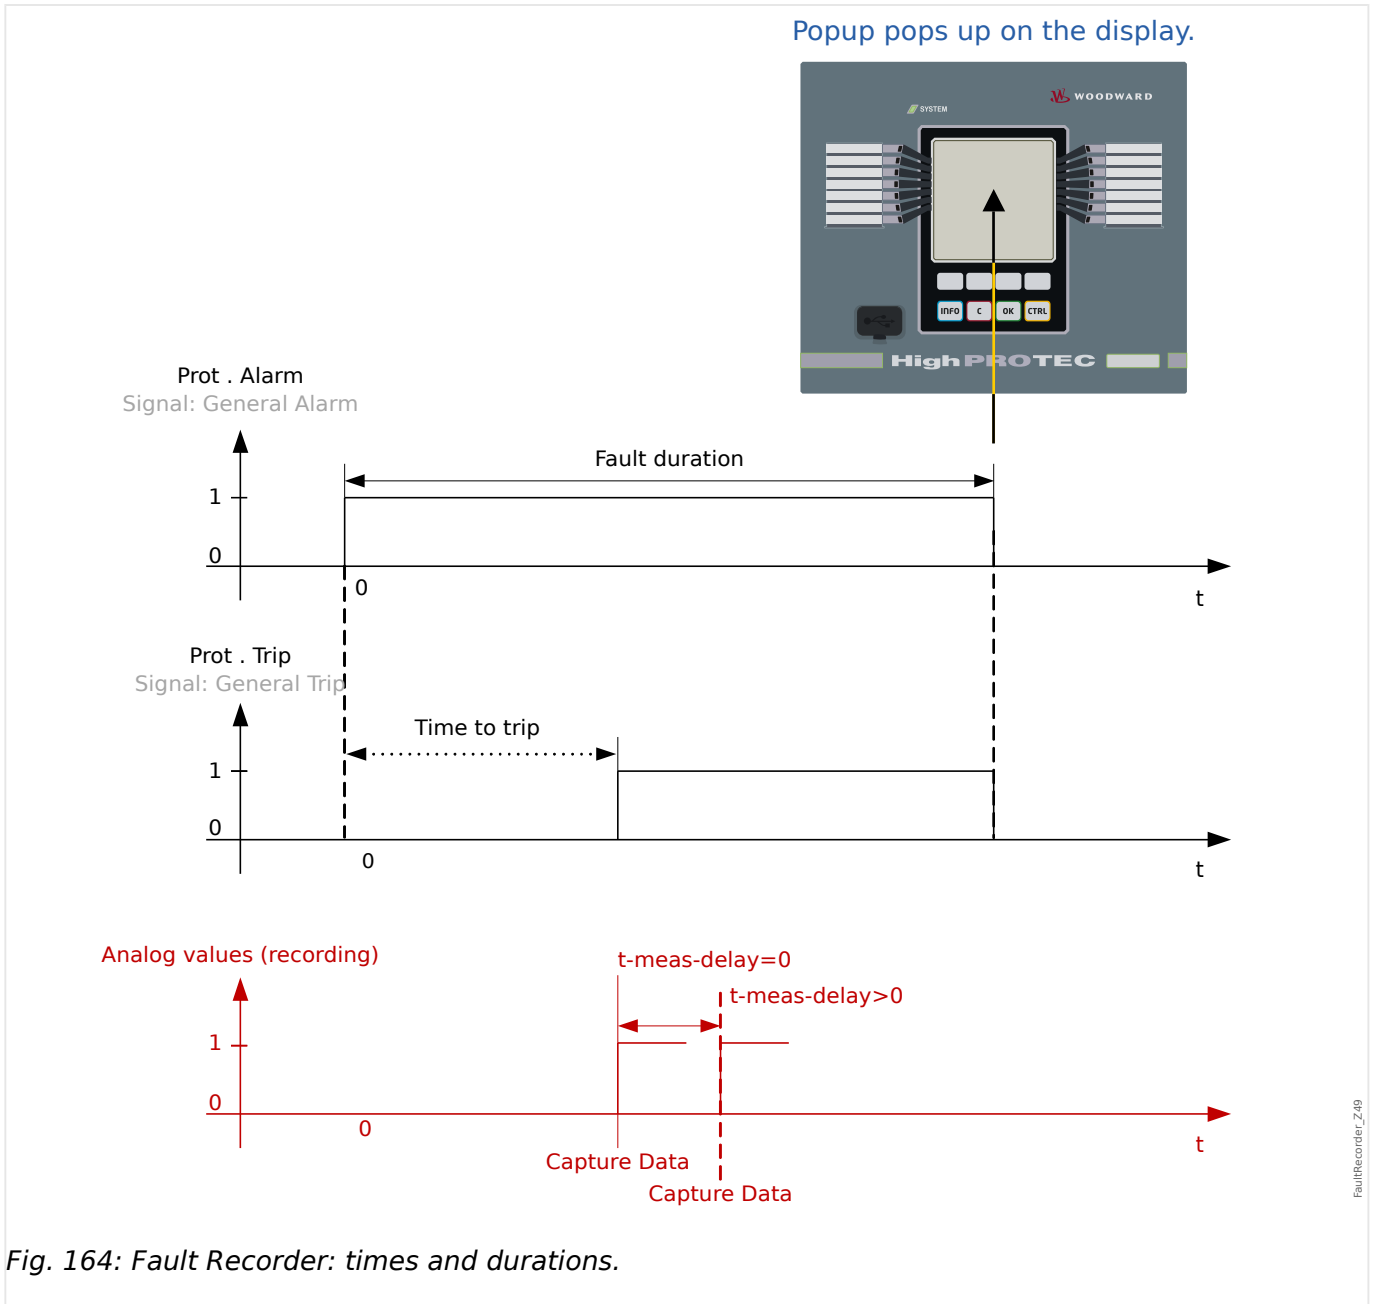 Popup pops up on the display.
WOODWARD
SYSTEM
INFO C OK CTRL
HighPROTEC
Prot . Alarm
Signal: General Alarm
Fault duration
1
0
0
t
Prot . Trip
Signal: General Trip
Time to trip
1
0
0
t
Analog values (recording)
t-meas-delay=0
t-meas-delay>0
1
0
0
t
Capture Data
Capture Data
FaultRecorder_Z49
Fig. 164: Fault Recorder: times and durations.